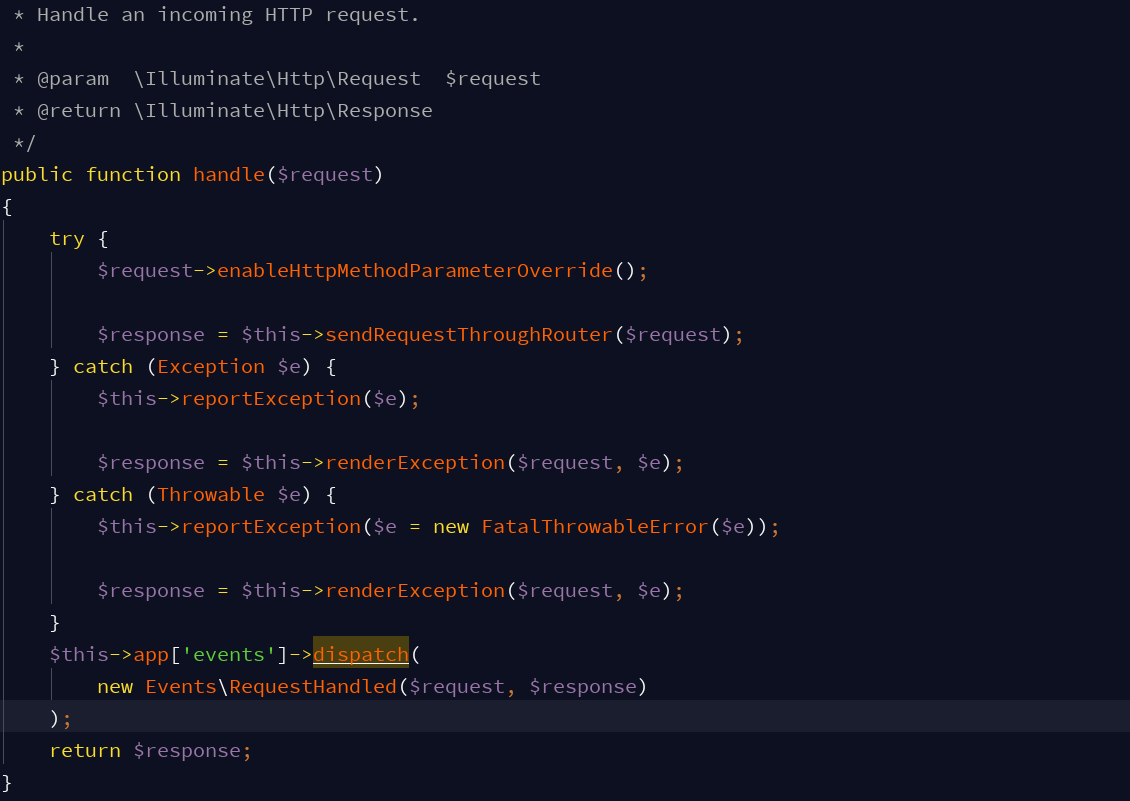 * Handle an incoming HTTP request.
 *
 * @param  \Illuminate\Http\Request  $request
 * @return \Illuminate\Http\Response
 */
public function handle($request)
{
    try {
        $request->enableHttpMethodParameterOverride();

        $response = $this->sendRequestThroughRouter($request);
    } catch (Exception $e) {
        $this->reportException($e);

        $response = $this->renderException($request, $e);
    } catch (Throwable $e) {
        $this->reportException($e = new FatalThrowableError($e));

        $response = $this->renderException($request, $e);
    }
    $this->app['events']->dispatch(
        new Events\RequestHandled($request, $response)
    );
    return $response;
}